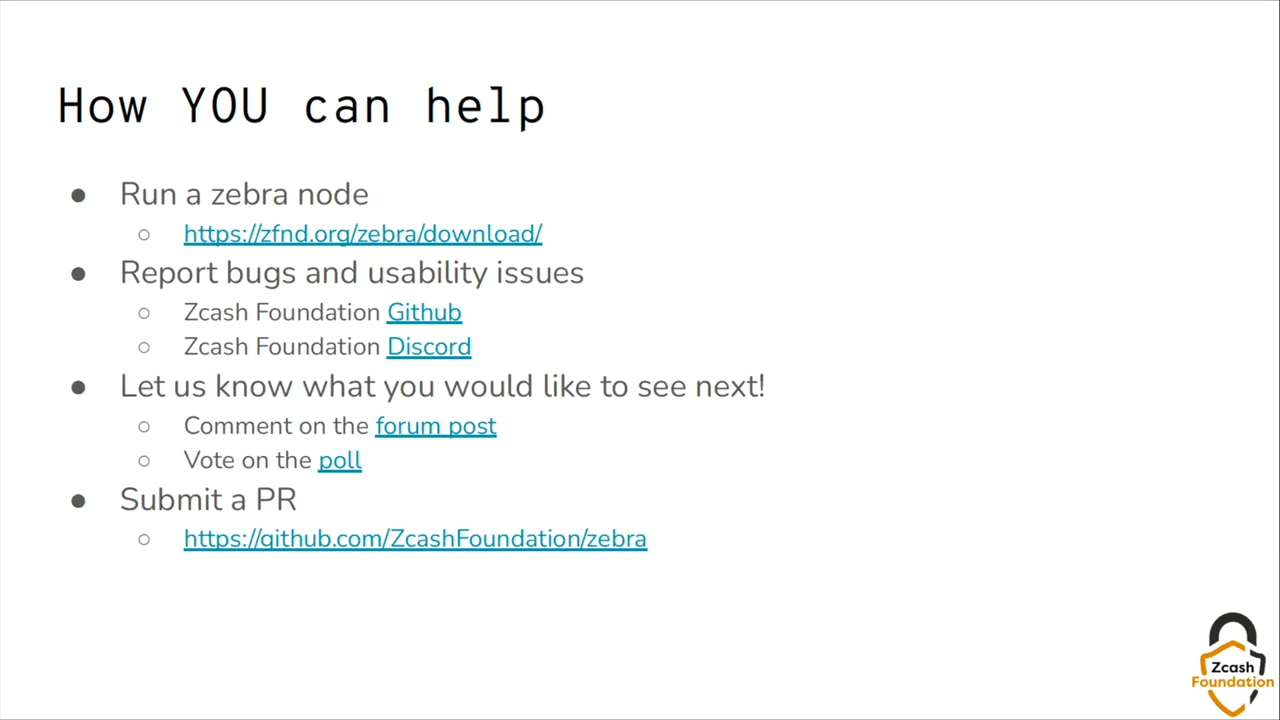 How YOU can help
● Run a zebra node
○ https://zfnd.org/zebra/download/
● Report bugs and usability issues
○ Zcash Foundation Github
○ Zcash Foundation Discord
● Let us know what you would like to see next!
○ Comment on the forum post
○ Vote on the poll
● Submit a PR
○ https://github.com/ZcashFoundation/zebra
Zcash
Foundation